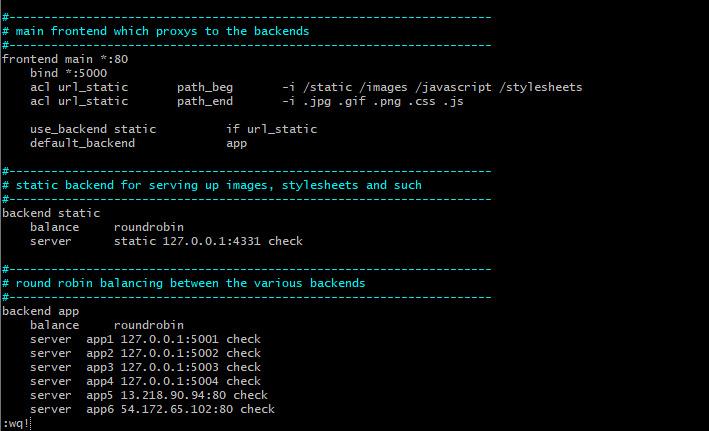 #---------------------------------------------------------------------
# main frontend which proxys to the backends
#---------------------------------------------------------------------
frontend main *:80
    bind *:5000
    acl url_static       path_beg       -i /static /images /javascript /stylesheets
    acl url_static       path_end       -i .jpg .gif .png .css .js

    use_backend static          if url_static
    default_backend             app

#---------------------------------------------------------------------
# static backend for serving up images, stylesheets and such
#---------------------------------------------------------------------
backend static
    balance     roundrobin
    server      static 127.0.0.1:4331 check

#---------------------------------------------------------------------
# round robin balancing between the various backends
#---------------------------------------------------------------------
backend app
    balance     roundrobin
    server  app1 127.0.0.1:5001 check
    server  app2 127.0.0.1:5002 check
    server  app3 127.0.0.1:5003 check
    server  app4 127.0.0.1:5004 check
    server  app5 13.218.90.94:80 check
    server  app6 54.172.65.102:80 check
:wq!